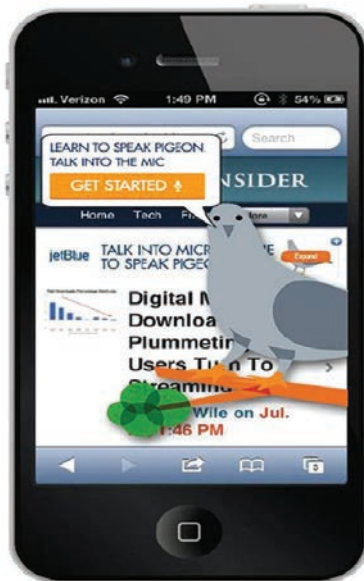 Verizon 1:49 PM 54%
LEARN TO SPEAK PIGEON.
TALK INTO THE MIC
GET STARTED
Search
NSIDER
Home Tech
jetBlue
TALK INTO MICR NE
TO SPEAK PIGEO
Expand
Digital M
Downloa
Plummetin
Users Turn To
Streaming
Wile on Jul.
1:46 PM